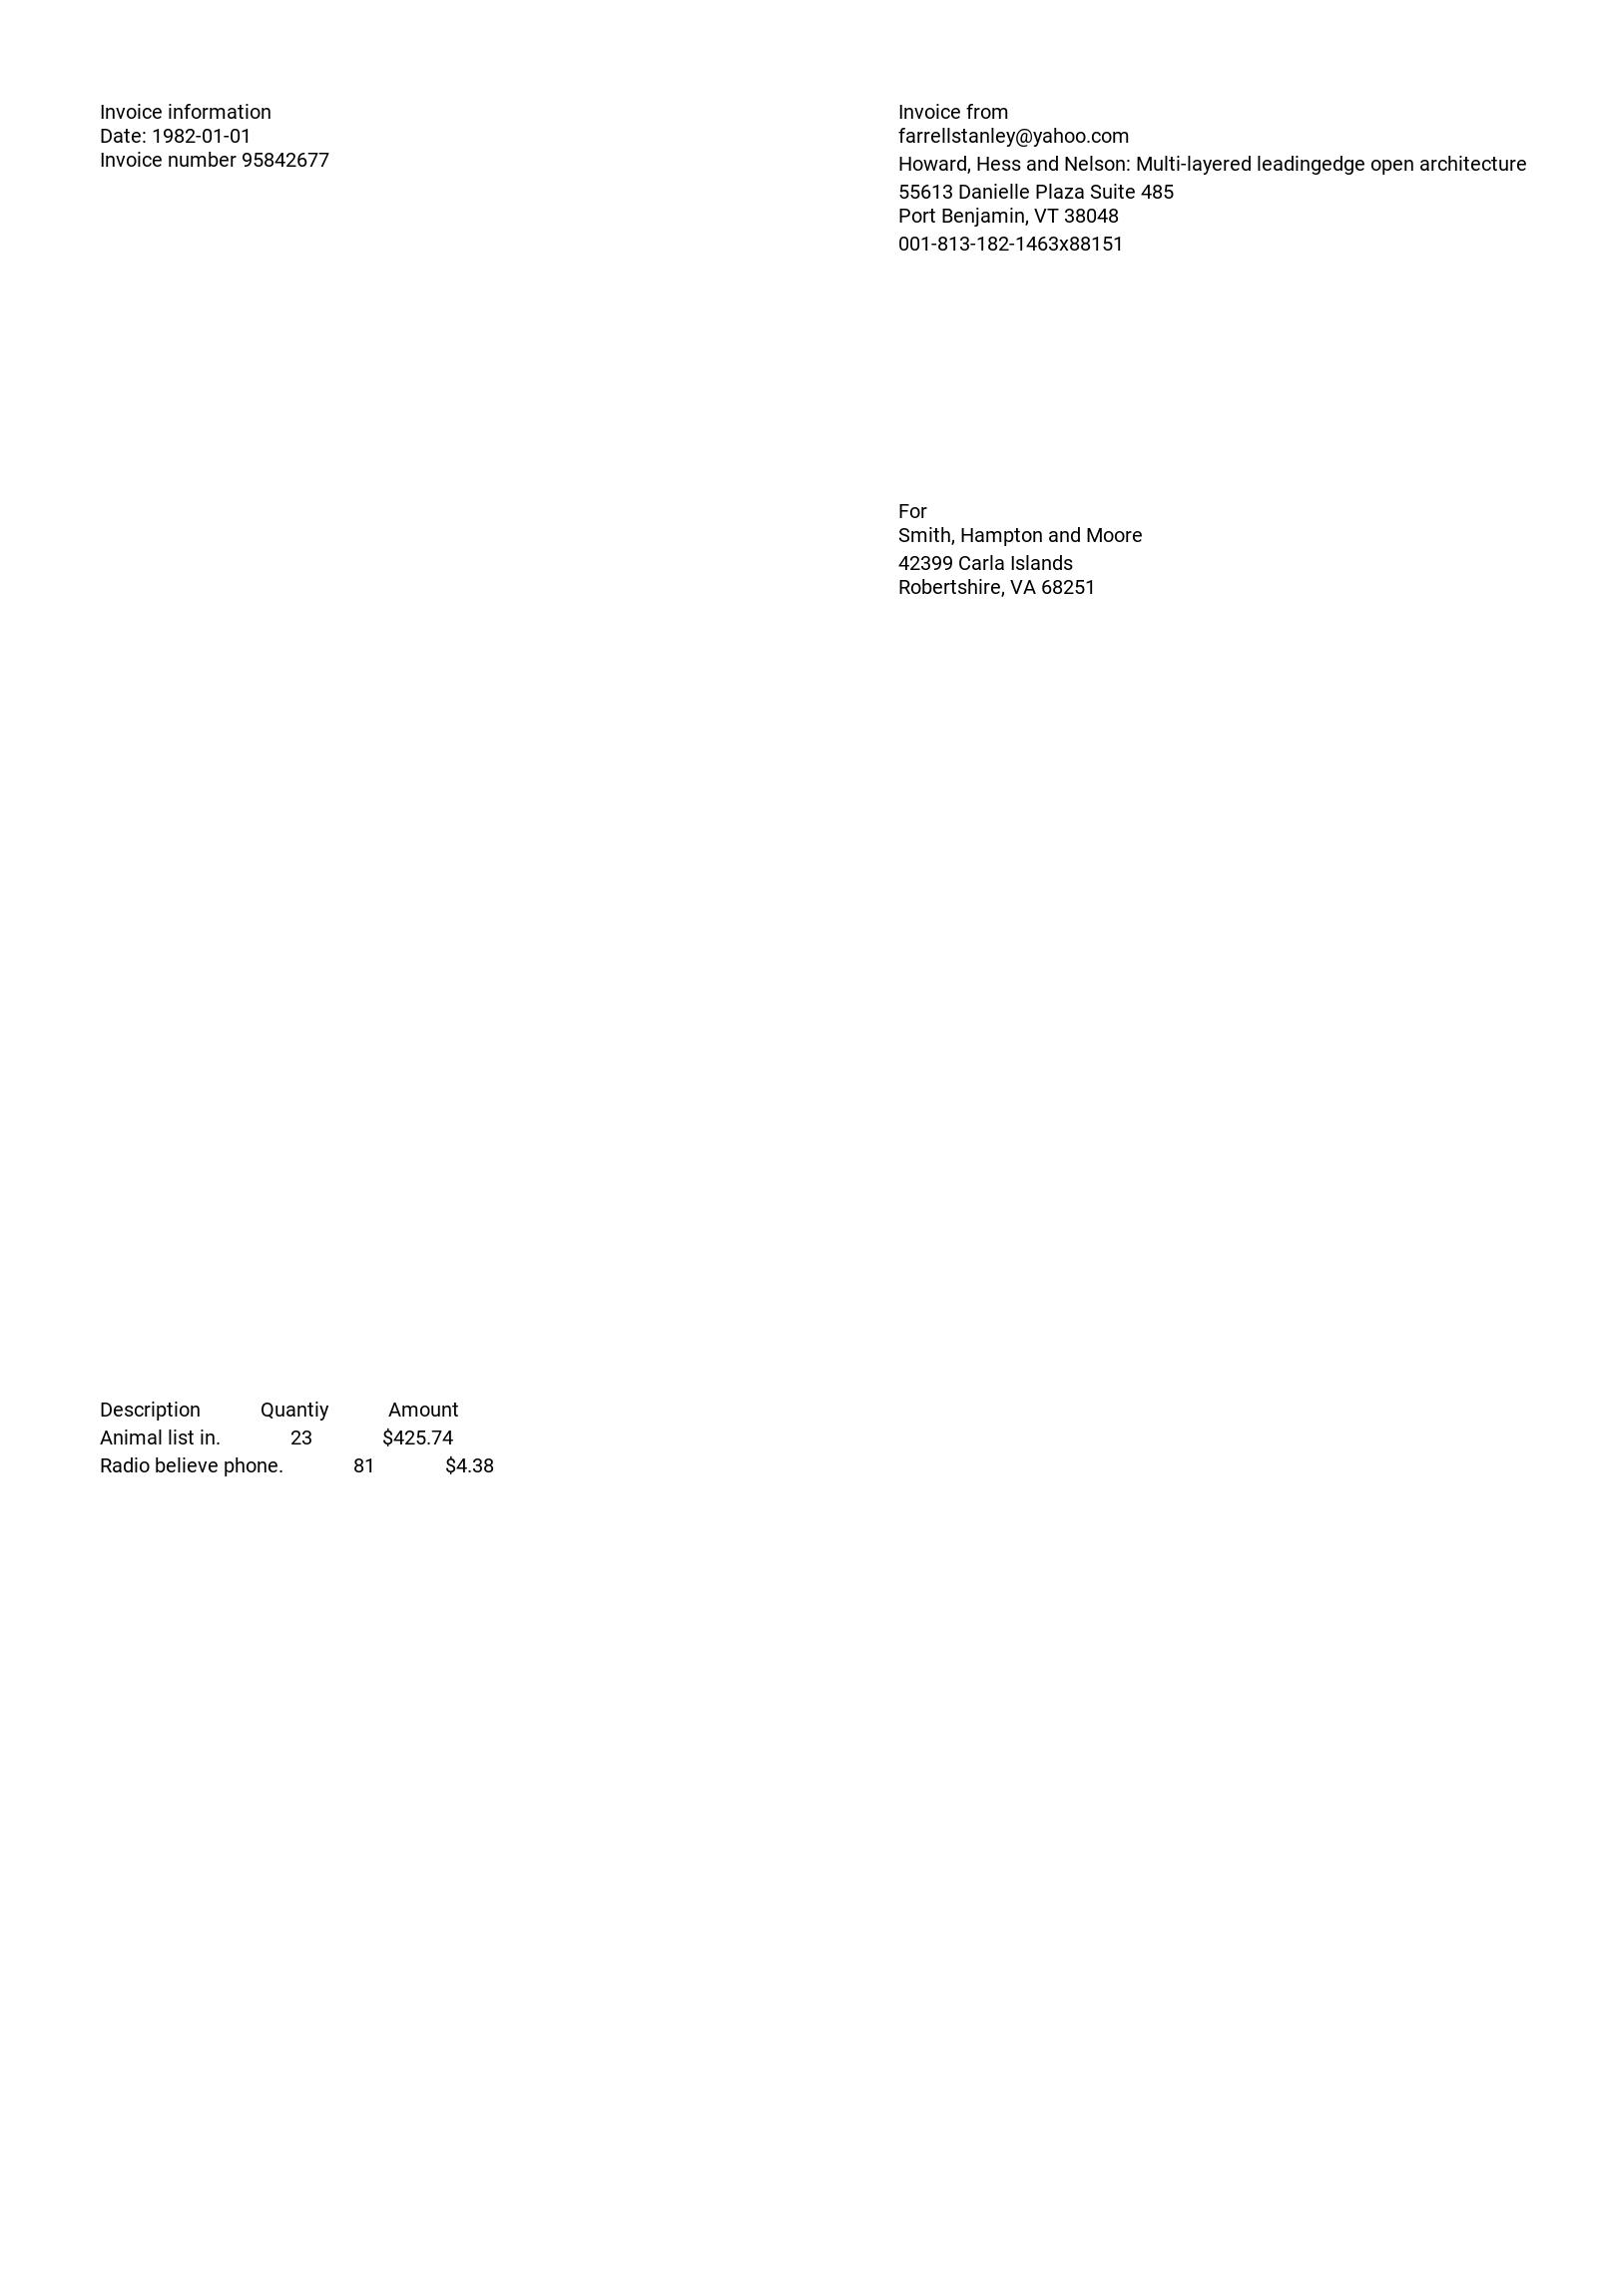 Invoice information
Date: 1982-01-01
Invoice number 95842677
Invoice from
farrellstanley@yahoo.com
Howard, Hess and Nelson: Multi-layered leadingedge open architecture
55613 Danielle Plaza Suite 485
Port Benjamin, VT 38048
001-813-182-1463x88151
For
Smith, Hampton and Moore
42399 Carla Islands
Robertshire, VA 68251
Description Quantiy Amount
Animal list in. 23 $425.74
Radio believe phone. 81 $4.38